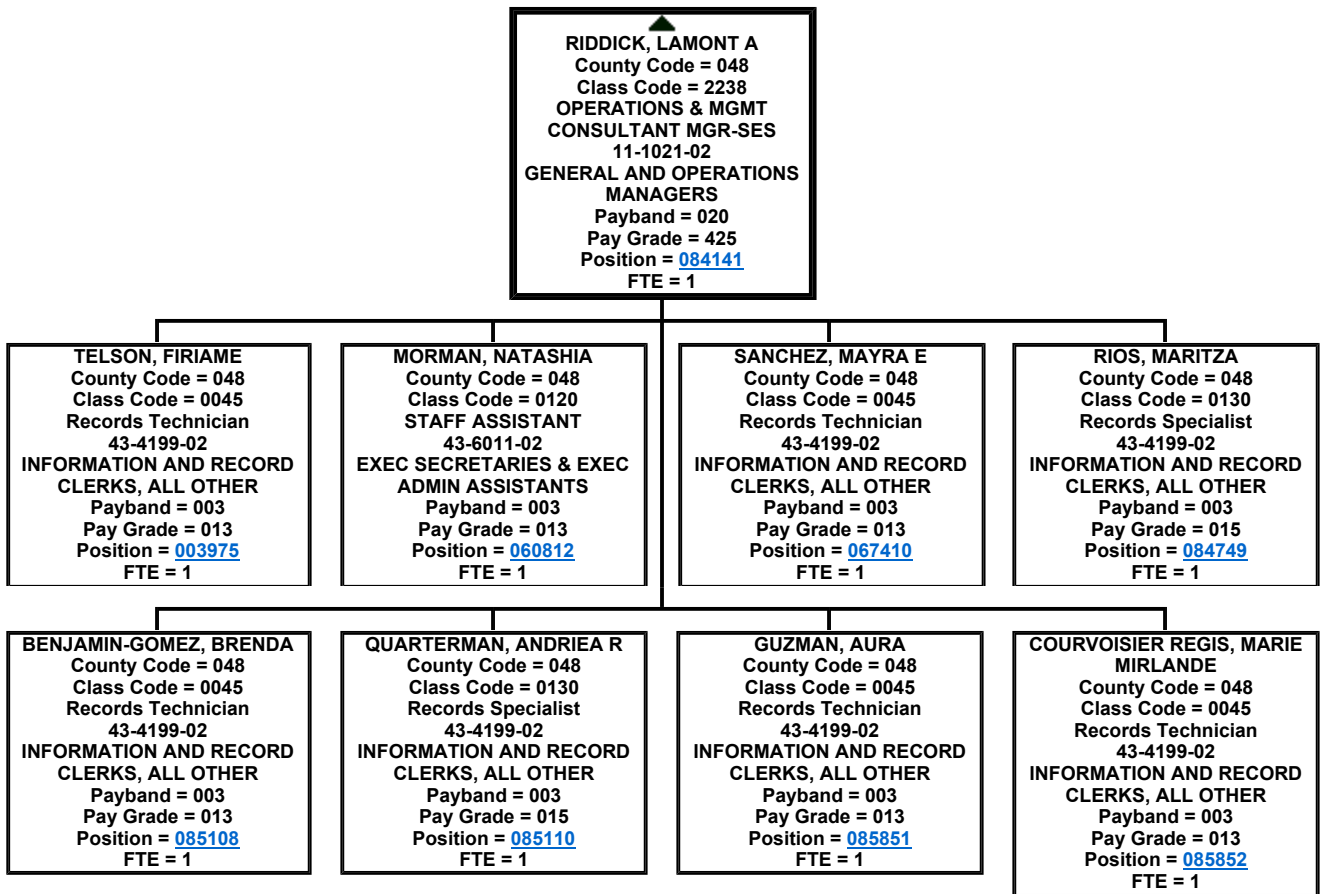 RIDDICK, LAMONT A
County Code = 048
Class Code = 2238
OPERATIONS & MGMT
CONSULTANT MGR-SES
11-1021-02
GENERAL AND OPERATIONS
MANAGERS
Payband = 020
Pay Grade = 425
Position = 084141
FTE = 1
TELSON, FIRIAME
County Code = 048
Class Code = 0045
Records Technician
43-4199-02
INFORMATION AND RECORD
CLERKS, ALL OTHER
Payband = 003
Pay Grade = 013
Position = 003975
FTE = 1
MORMAN, NATASHIA
County Code = 048
Class Code = 0120
STAFF ASSISTANT
43-6011-02
EXEC SECRETARIES & EXEC
ADMIN ASSISTANTS
Payband = 003
Pay Grade = 013
Position = 060812
FTE = 1
SANCHEZ, MAYRA E
County Code = 048
Class Code = 0045
Records Technician
43-4199-02
INFORMATION AND RECORD
CLERKS, ALL OTHER
Payband = 003
Pay Grade = 013
Position = 067410
FTE = 1
RIOS, MARITZA
County Code = 048
Class Code = 0130
Records Specialist
43-4199-02
INFORMATION AND RECORD
CLERKS, ALL OTHER
Payband = 003
Pay Grade = 015
Position = 084749
FTE = 1
BENJAMIN-GOMEZ, BRENDA
County Code = 048
Class Code = 0045
Records Technician
43-4199-02
INFORMATION AND RECORD
CLERKS, ALL OTHER
Payband = 003
Pay Grade = 013
Position = 085108
FTE = 1
QUARTERMAN, ANDRIEA R
County Code = 048
Class Code = 0130
Records Specialist
43-4199-02
INFORMATION AND RECORD
CLERKS, ALL OTHER
Payband = 003
Pay Grade = 015
Position = 085110
FTE = 1
GUZMAN, AURA
County Code = 048
Class Code = 0045
Records Technician
43-4199-02
INFORMATION AND RECORD
CLERKS, ALL OTHER
Payband = 003
Pay Grade = 013
Position = 085851
FTE = 1
COURVOISIER REGIS, MARIE
MIRLANDE
County Code = 048
Class Code = 0045
Records Technician
43-4199-02
INFORMATION AND RECORD
CLERKS, ALL OTHER
Payband = 003
Pay Grade = 013
Position = 085852
FTE = 1